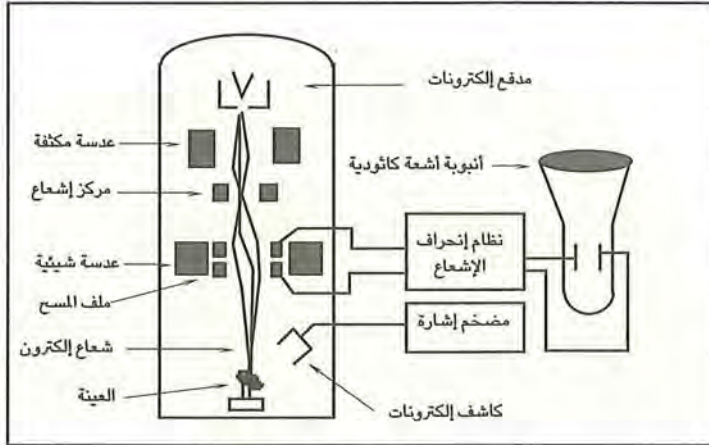 مدفع إلكترونات
عدسة مكثفة
أنبوبة أشعة كاثودية
مركز إشعاع
نظام إنحراف
الإشعاع
عدسة شيئية
ملف المسح
مضخم إشارة
شعاع إلكترون
العينة
كاشف إلكترونات